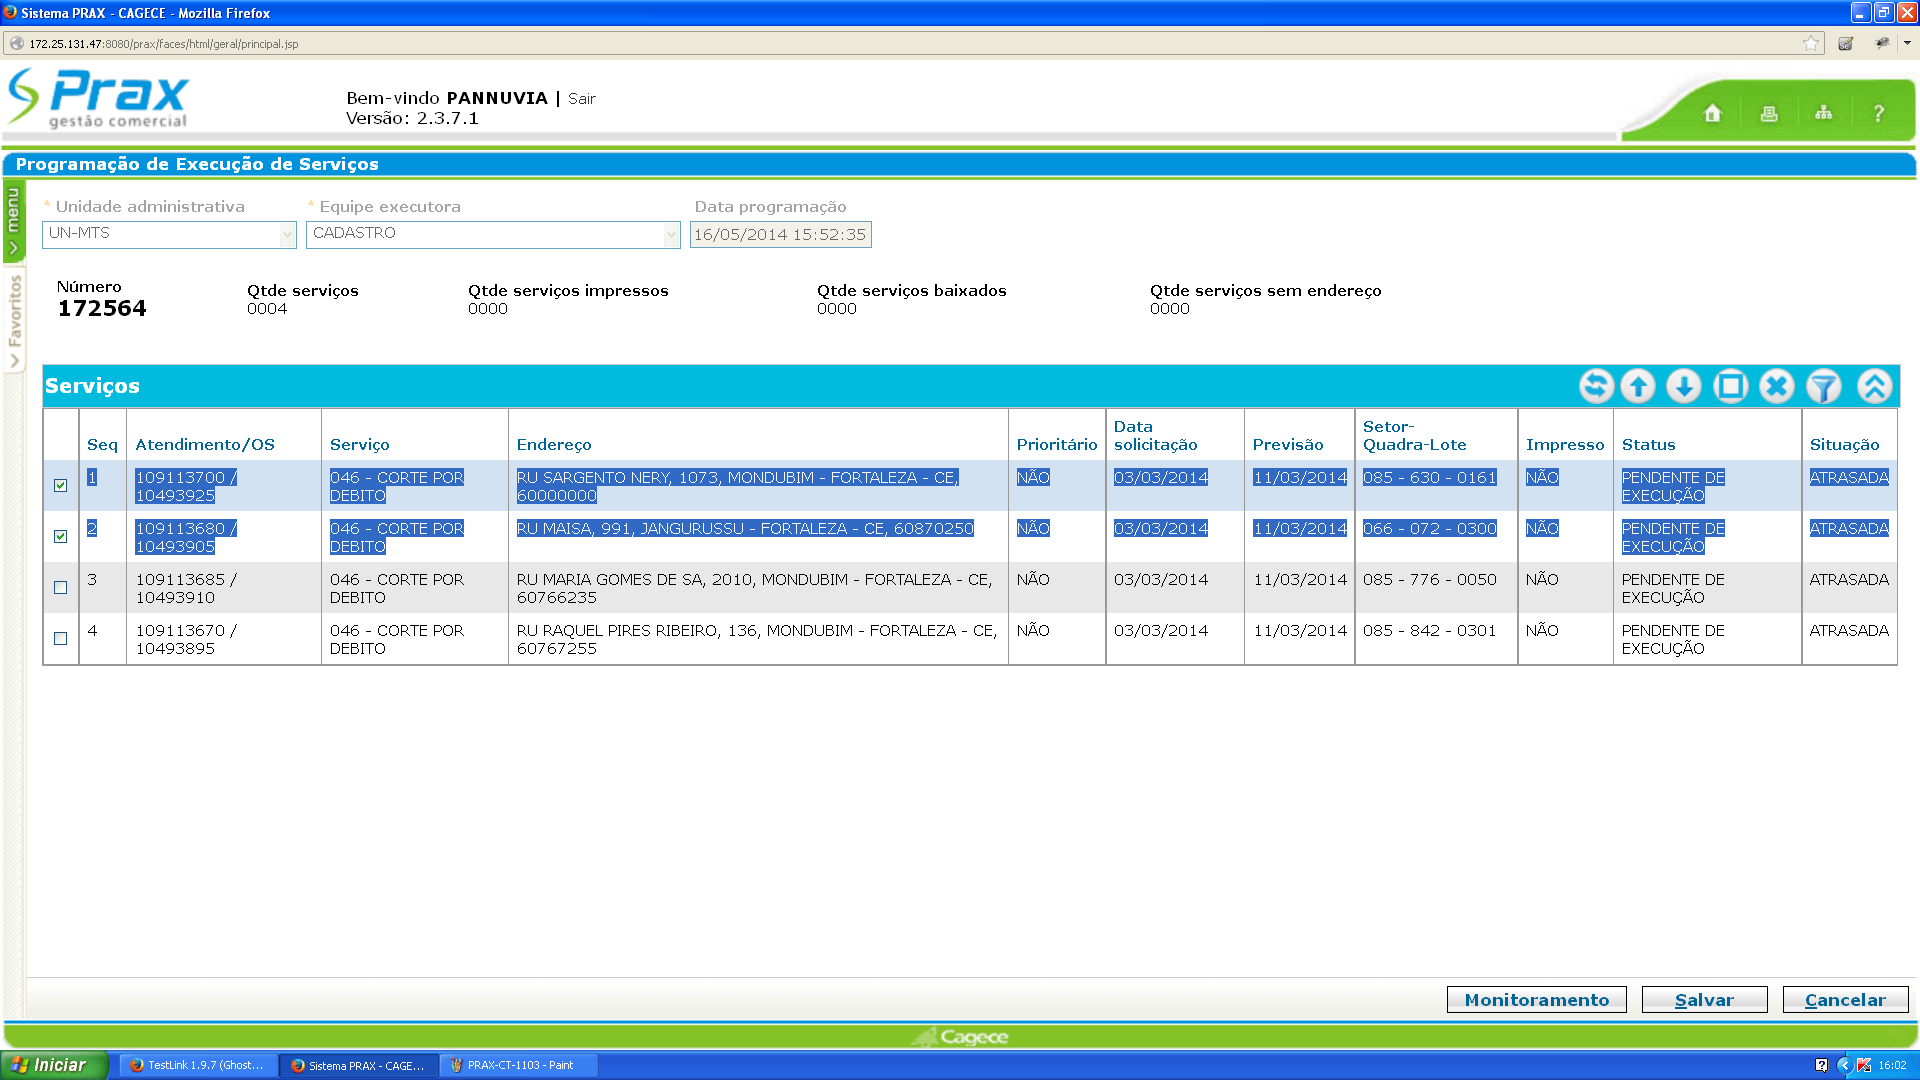 Sistema PRAX - CAGECE - Mozilla Firefox
172.25.131.47:8080/prax/faces/html/geral/principal.jsp
Prax
gestão comercial
Bem-vindo PANNUVIA | Sair
Versão: 2.3.7.1
?
Programação de Execução de Serviços
menu
Favoritos
* Unidade administrativa * Equipe executora Data programação
UN-MTS CADASTRO 16/05/2014 15:52:35
Número Qtde serviços Qtde serviços impressos Qtde serviços baixados Qtde serviços sem endereço
172564 0004 0000 0000 0000
Serviços
Seq Atendimento/OS Serviço Endereço Prioritário Data solicitação Previsão Setor-Quadra-Lote Impresso Status Situação
1 109113700 / 046 - CORTE POR RU SARGENTO NERY, 1073, MONDUBIM - FORTALEZA - CE, NÃO 03/03/2014 11/03/2014 085 - 630 - 0161 NÃO PENDENTE DE ATRASADA
10493925 DEBITO 60000000 EXECUÇÃO
2 109113680 / 046 - CORTE POR RU MAISA, 991, JANGURUSSU - FORTALEZA - CE, 60870250 NÃO 03/03/2014 11/03/2014 066 - 072 - 0300 NÃO PENDENTE DE ATRASADA
10493905 DEBITO EXECUÇÃO
3 109113685 / 046 - CORTE POR RU MARIA GOMES DE SA, 2010, MONDUBIM - FORTALEZA - CE, NÃO 03/03/2014 11/03/2014 085 - 776 - 0050 NÃO PENDENTE DE ATRASADA
10493910 DEBITO 60766235 EXECUÇÃO
4 109113670 / 046 - CORTE POR RU RAQUEL PIRES RIBEIRO, 136, MONDUBIM - FORTALEZA - CE, NÃO 03/03/2014 11/03/2014 085 - 842 - 0301 NÃO PENDENTE DE ATRASADA
10493895 DEBITO 60767255 EXECUÇÃO
Monitoramento Salvar Cancelar
Cagece
Iniciar TestLink 1.9.7 (Ghost... Sistema PRAX - CAGE... PRAX-CT-1103 - Paint 16:02